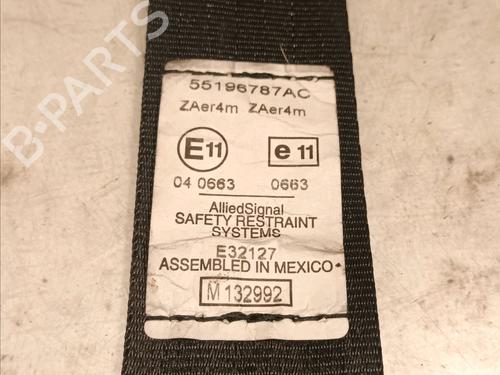 B-PARTS
55196787AC
ZAer4m ZAer4m
E11 e11
04 0663 0663
AlliedSignal
SAFETY RESTRAINT
SYSTEMS
E32127
ASSEMBLED IN MEXICO
M 132992